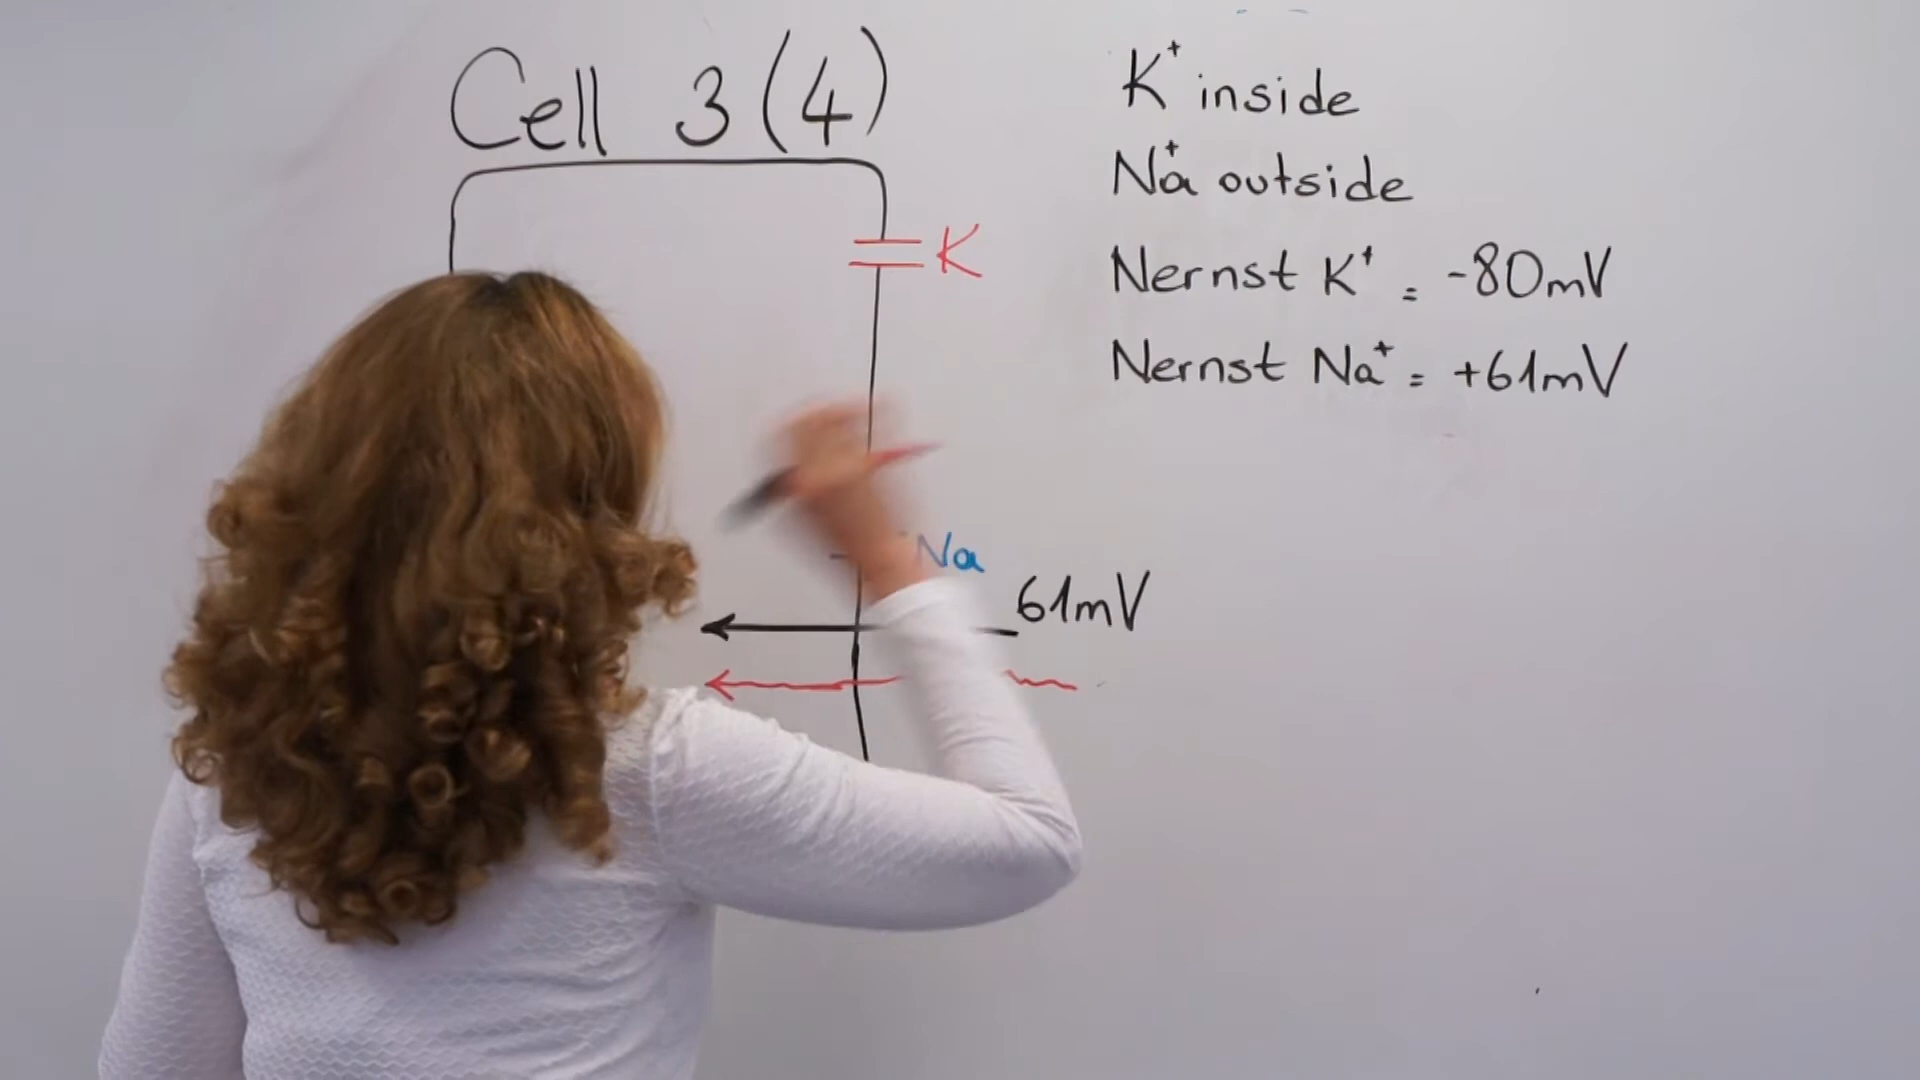 Cell 3(4)
K⁺ inside
Na⁺ outside
Nernst K⁺ = -80mV
Nernst Na⁺ = +61mV
K
Na
61mV